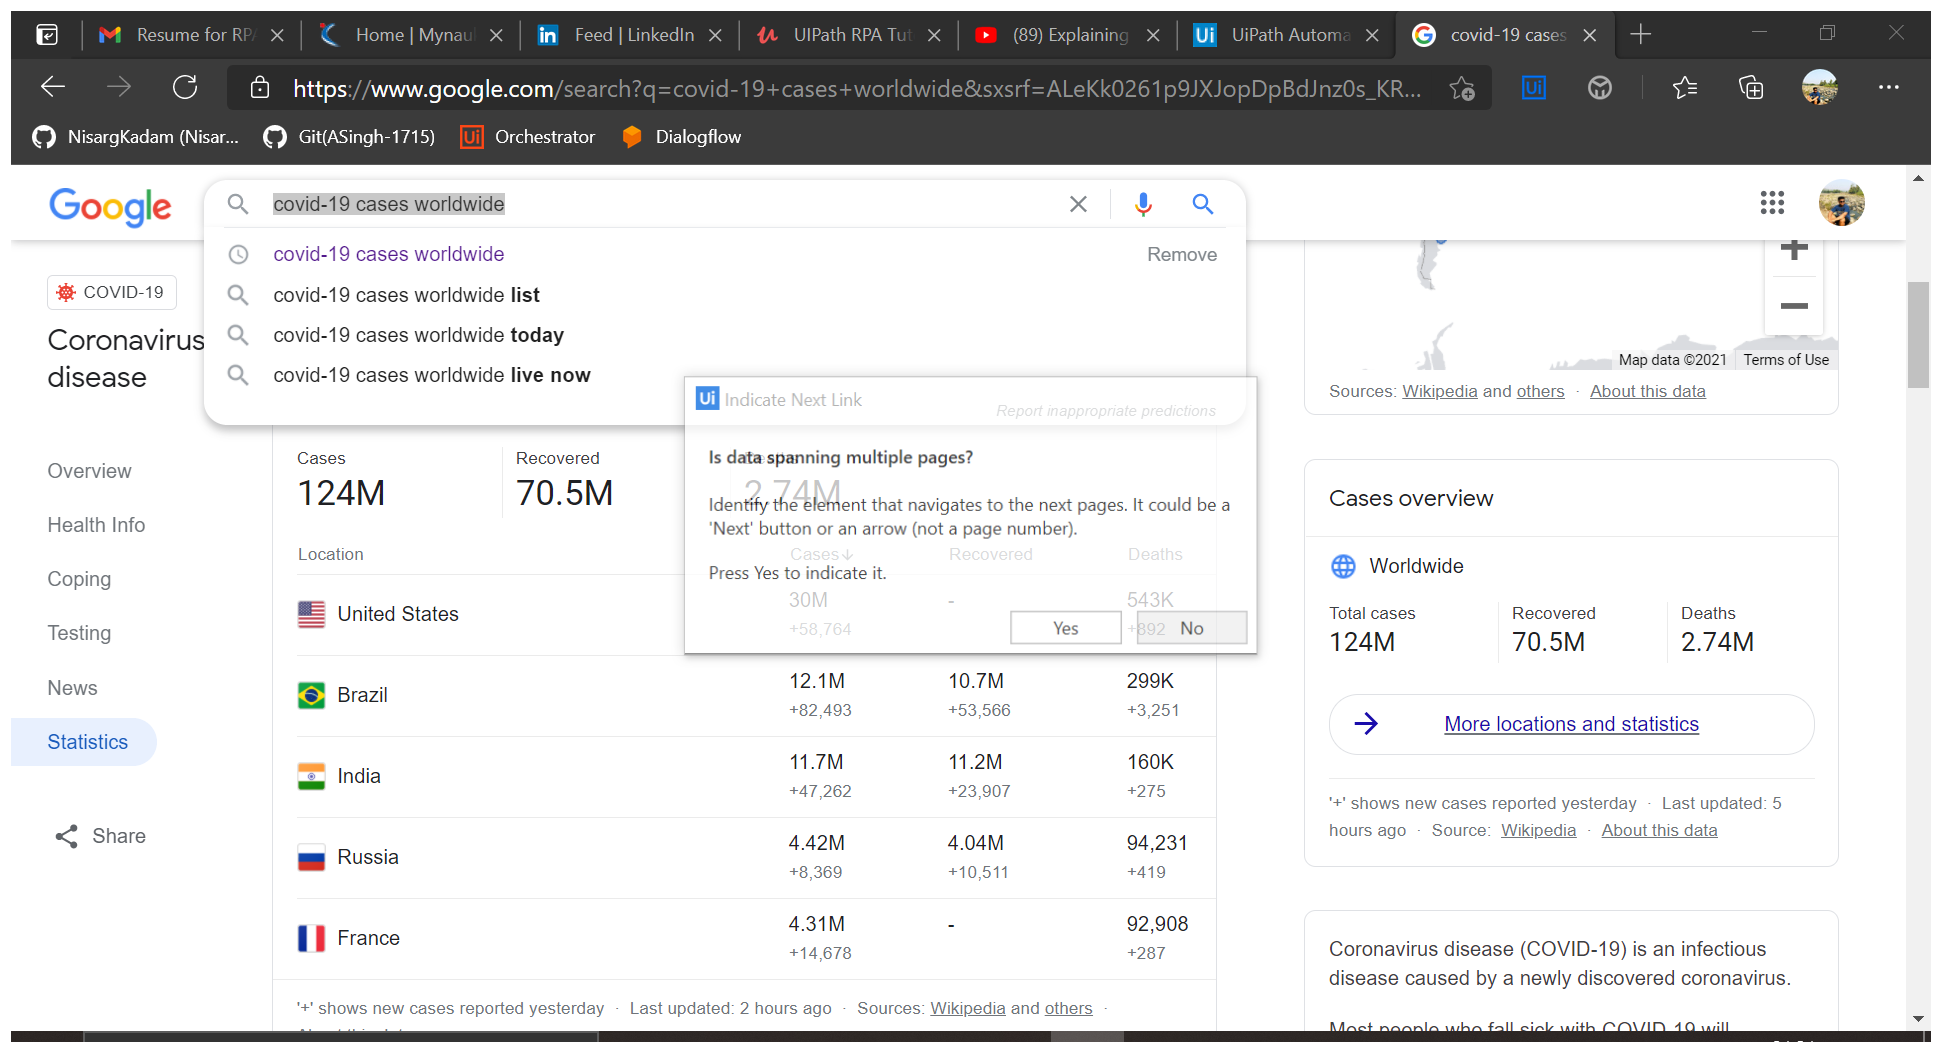 Resume for RPA
Home | Mynau
Feed | LinkedIn
UIPath RPA Tut
(89) Explaining
UiPath Automa
covid-19 cases
https://www.google.com/search?q=covid-19+cases+worldwide&sxsrf=ALeKk0261p9JXJopDpBdJnz0s_KR...
NisargKadam (Nisar...
Git(ASingh-1715)
Orchestrator
Dialogflow
Google
covid-19 cases worldwide
covid-19 cases worldwide
Remove
covid-19 cases worldwide list
covid-19 cases worldwide today
covid-19 cases worldwide live now
Report inappropriate predictions
COVID-19
Coronavirus
disease
Overview
Health Info
Coping
Testing
News
Statistics
Share
Ui Indicate Next Link
Is data spanning multiple pages?
Identify the element that navigates to the next pages. It could be a
'Next' button or an arrow (not a page number).
Press Yes to indicate it.
Yes
No
Cases
Recovered
124M
70.5M
2.74M
Location
Cases↓
Recovered
Deaths
United States
30M
-
543K
+58,764
+892
Brazil
12.1M
10.7M
299K
+82,493
+53,566
+3,251
India
11.7M
11.2M
160K
+47,262
+23,907
+275
Russia
4.42M
4.04M
94,231
+8,369
+10,511
+419
France
4.31M
-
92,908
+14,678
+287
'+' shows new cases reported yesterday · Last updated: 2 hours ago · Sources: Wikipedia and others ·
Map data ©2021
Terms of Use
Sources: Wikipedia and others · About this data
Cases overview
Worldwide
Total cases
Recovered
Deaths
124M
70.5M
2.74M
More locations and statistics
'+' shows new cases reported yesterday · Last updated: 5
hours ago · Source: Wikipedia · About this data
Coronavirus disease (COVID-19) is an infectious
disease caused by a newly discovered coronavirus.
Most people who fall sick with COVID-19 will